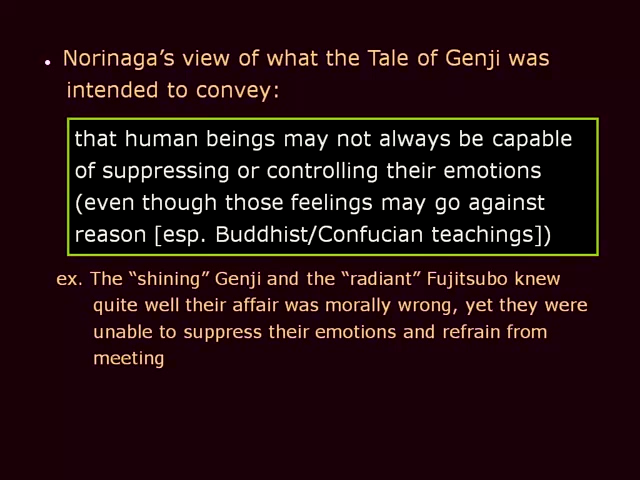 • Norinaga’s view of what the Tale of Genji was
intended to convey:
that human beings may not always be capable
of suppressing or controlling their emotions
(even though those feelings may go against
reason [esp. Buddhist/Confucian teachings])
ex. The “shining” Genji and the “radiant” Fujitsubo knew
quite well their affair was morally wrong, yet they were
unable to suppress their emotions and refrain from
meeting